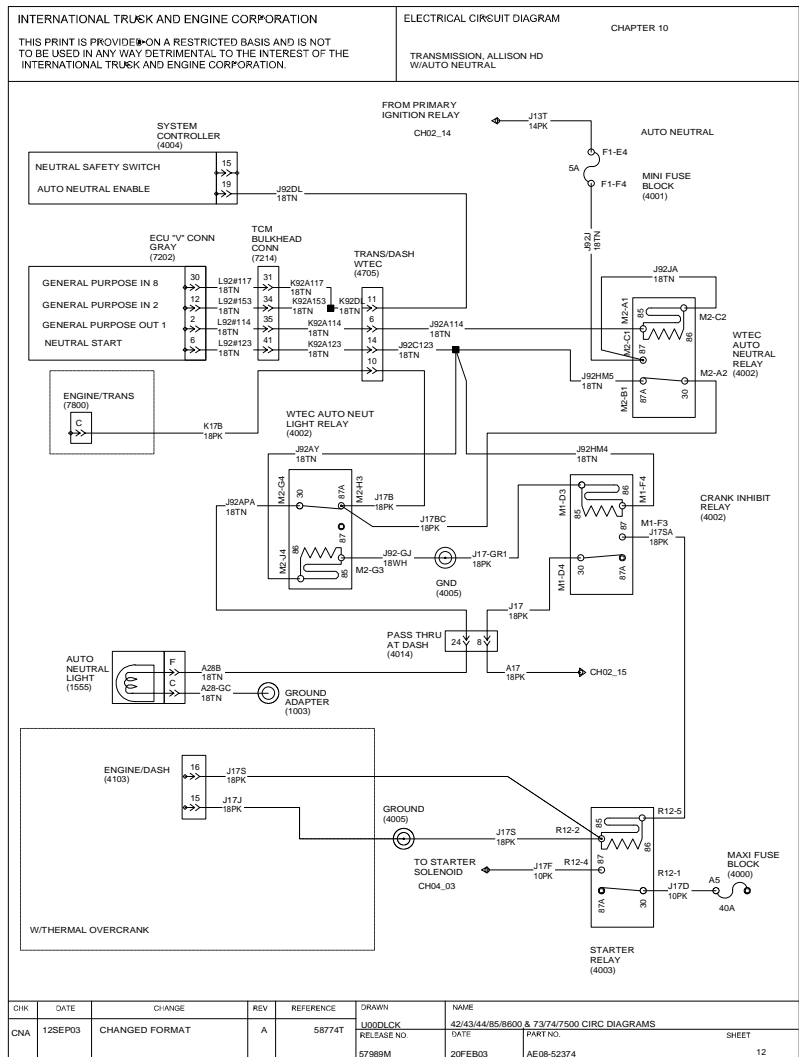 INTERNATIONAL TRUCK AND ENGINE CORPORATION
THIS PRINT IS PROVIDED ON A RESTRICTED BASIS AND IS NOT
TO BE USED IN ANY WAY DETRIMENTAL TO THE INTEREST OF THE
INTERNATIONAL TRUCK AND ENGINE CORPORATION.
ELECTRICAL CIRCUIT DIAGRAM
CHAPTER 10
TRANSMISSION, ALLISON HD
W/AUTO NEUTRAL
FROM PRIMARY
IGNITION RELAY
CH02_14
J13T
14PK
AUTO NEUTRAL
F1-E4
5A
F1-F4
MINI FUSE
BLOCK
(4001)
SYSTEM
CONTROLLER
(4004)
NEUTRAL SAFETY SWITCH
15
AUTO NEUTRAL ENABLE
19
J92DL
18TN
J92J
18TN
ECU "V" CONN
GRAY
(7202)
TCM
BULKHEAD
CONN
(7214)
TRANS/DASH
WTEC
(4705)
GENERAL PURPOSE IN 8
30
L92#117
18TN
31
K92A117
18TN
GENERAL PURPOSE IN 2
12
L92#153
18TN
34
K92A153
18TN
K92DL
18TN
11
GENERAL PURPOSE OUT 1
2
L92#114
18TN
35
K92A114
18TN
6
J92A114
18TN
NEUTRAL START
6
L92#123
18TN
41
K92A123
18TN
14
J92C123
18TN
10
J92JA
18TN
M2-A1
85
M2-C2
86
M2-C1
87
M2-A2
M2-B1
87A
30
J92HM5
18TN
WTEC
AUTO
NEUTRAL
RELAY
(4002)
ENGINE/TRANS
(7800)
C
K17B
18PK
WTEC AUTO NEUT
LIGHT RELAY
(4002)
J92AY
18TN
J92HM4
18TN
J92APA
18TN
M2-G4
30
87A
M2-H3
J17B
18PK
87
J17BC
18PK
M2-J4
86
85
M2-G3
J92-GJ
18WH
J17-GR1
18PK
GND
(4005)
M1-D3
85
86
M1-F4
87
M1-F3
J17SA
18PK
M1-D4
30
87A
CRANK INHIBIT
RELAY
(4002)
J17
18PK
PASS THRU
AT DASH
(4014)
24
8
A17
18PK
CH02_15
AUTO
NEUTRAL
LIGHT
(1555)
F
C
A28B
18TN
A28-GC
18TN
GROUND
ADAPTER
(1003)
ENGINE/DASH
(4103)
16
J17S
18PK
15
J17J
18PK
GROUND
(4005)
J17S
18PK
R12-2
85
86
R12-5
TO STARTER
SOLENOID
CH04_03
J17F
10PK
R12-4
87
87A
30
R12-1
J17D
10PK
A5
40A
MAXI FUSE
BLOCK
(4000)
STARTER
RELAY
(4003)
W/THERMAL OVERCRANK
CHK DATE CHANGE REV REFERENCE
CNA 12SEP03 CHANGED FORMAT A 58774T
DRAWN
U00DLCK
NAME
42/43/44/85/8600 & 73/74/7500 CIRC DIAGRAMS
RELEASE NO.
57989M
DATE
20FEB03
PART NO.
AE08-52374
SHEET
12